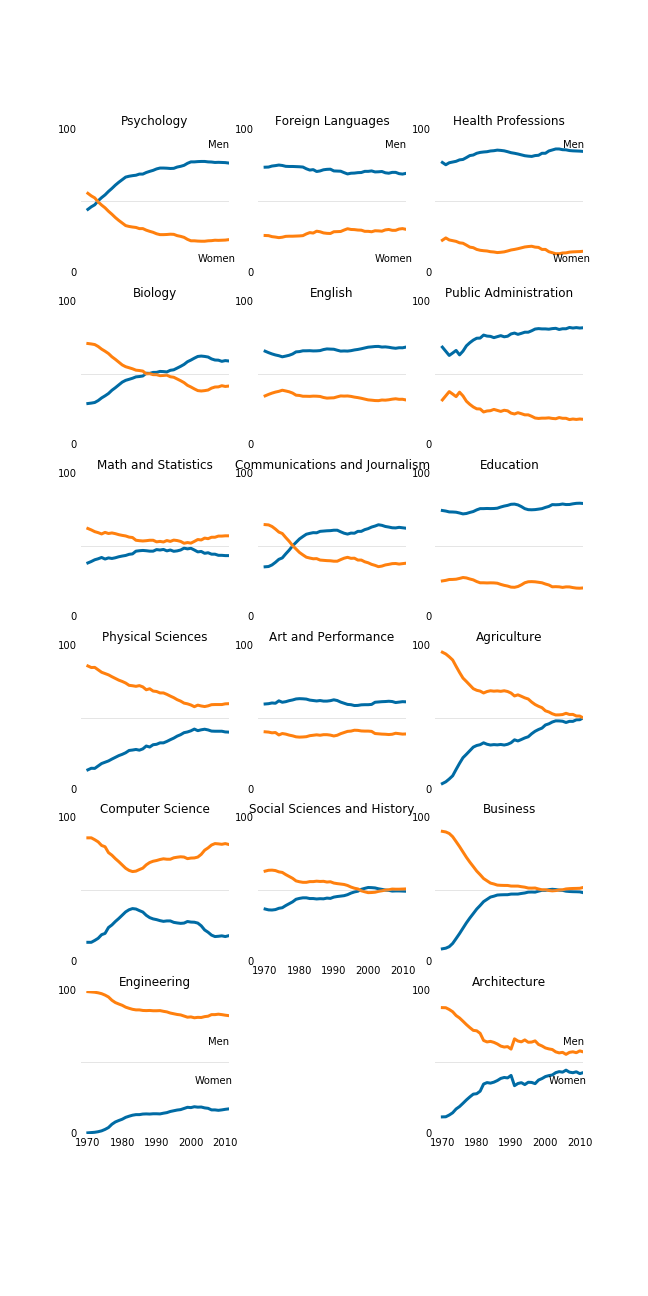 Psychology
Foreign Languages
Health Professions
100
100
100
Men
Men
Men
Women
Women
Women
0
0
0
Biology
English
Public Administration
100
100
100
0
0
0
Math and Statistics
Communications and Journalism
Education
100
100
100
0
0
0
Physical Sciences
Art and Performance
Agriculture
100
100
100
0
0
0
Computer Science
Social Sciences and History
Business
100
100
100
0
0
0
1970 1980 1990 2000 2010
Engineering
Architecture
100
100
Men
Men
Women
Women
0
0
1970 1980 1990 2000 2010
1970 1980 1990 2000 2010